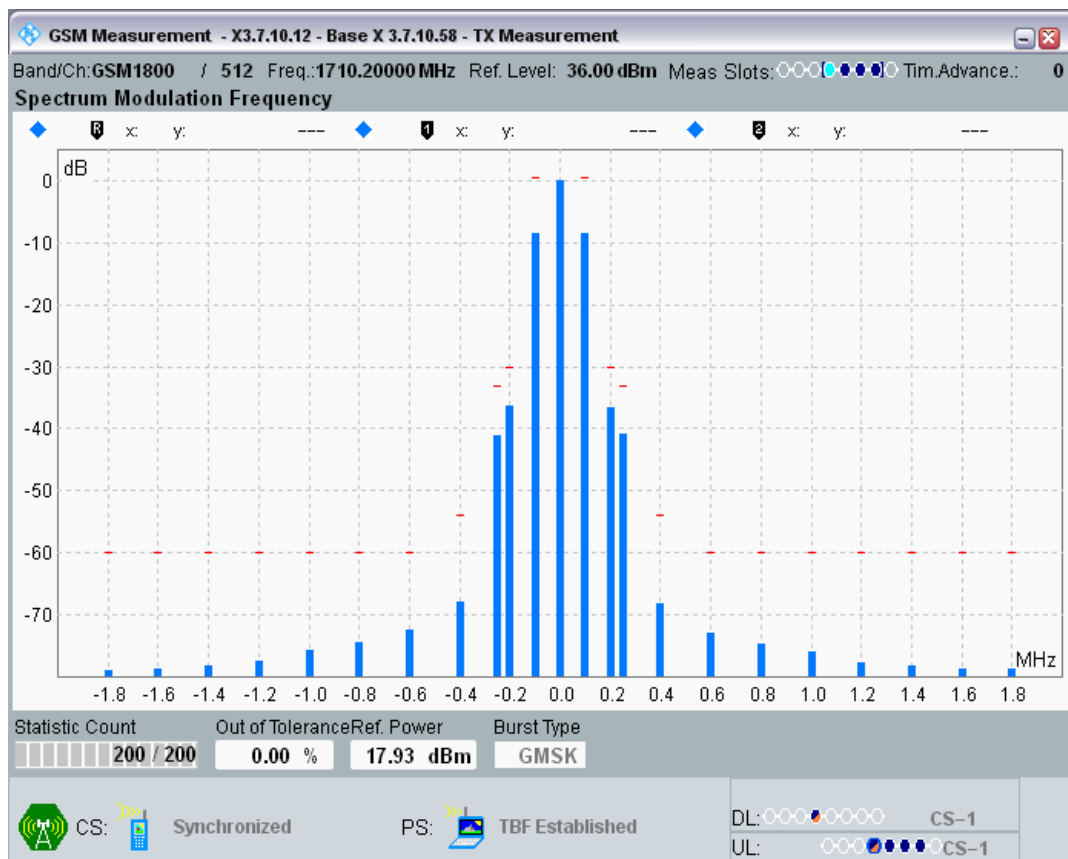 GSM Measurement - X3.7.10.12 - Base X 3.7.10.58 - TX Measurement
Band/Ch:GSM1800 / 512 Freq.:1710.20000 MHz Ref. Level: 36.00 dBm Meas Slots: Tim.Advance.: 0
Spectrum Modulation Frequency
R x: y: --- 1 x: y: --- 2 x: y: ---
dB
0
-10
-20
-30
-40
-50
-60
-70
MHz
-1.8 -1.6 -1.4 -1.2 -1.0 -0.8 -0.6 -0.4 -0.2 0.0 0.2 0.4 0.6 0.8 1.0 1.2 1.4 1.6 1.8
Statistic Count Out of Tolerance Ref. Power Burst Type
200 / 200 0.00 % 17.93 dBm GMSK
CS: Synchronized PS: TBF Established
DL: CS-1
UL: CS-1